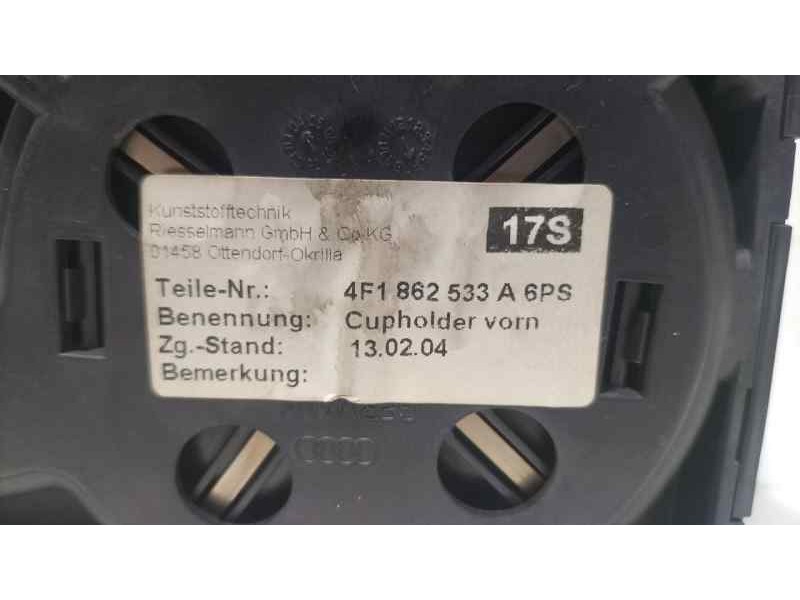 Kunststofftechnik
Riesselmann GmbH & Co.KG
01458 Ottendorf-Okrilla
17S
Teile-Nr.: 4F1 862 533 A 6PS
Benennung: Cupholder vorn
Zg.-Stand: 13.02.04
Bemerkung: